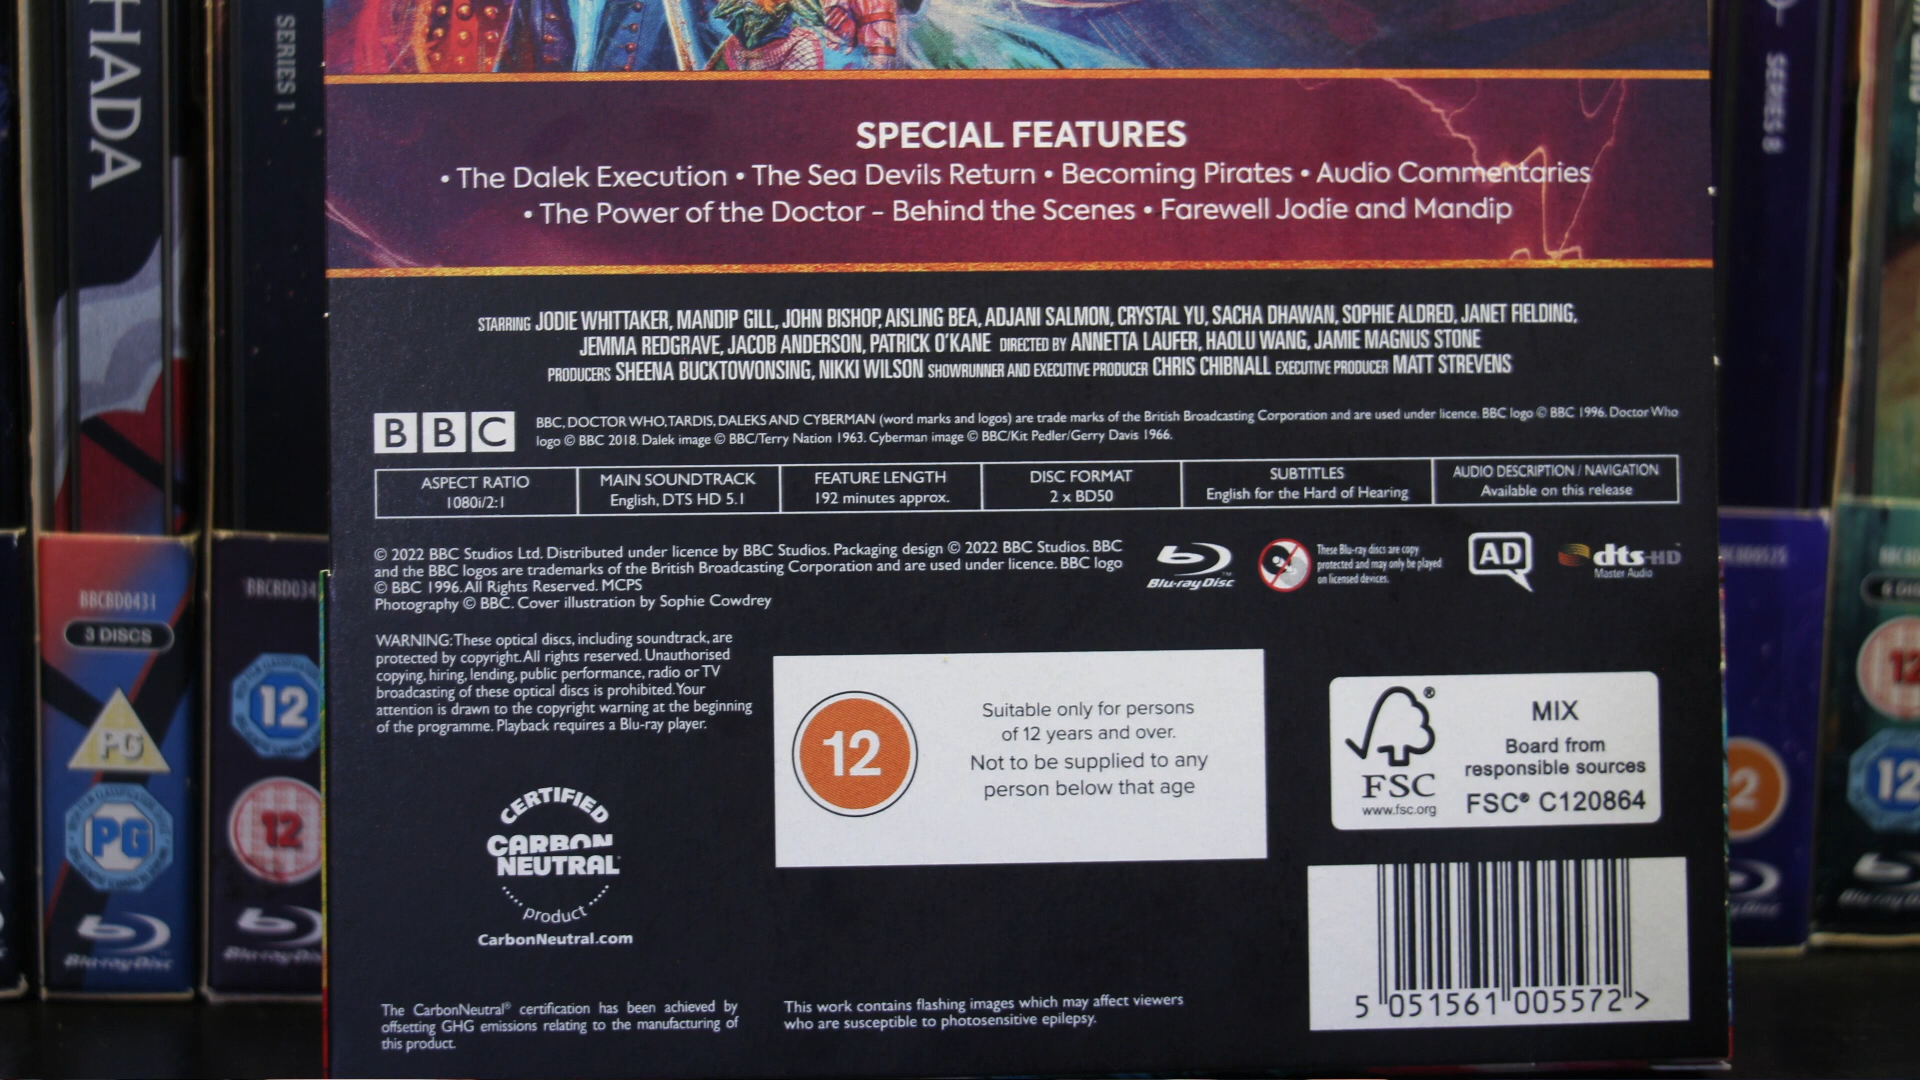 HADA
SERIES 1
SERIES 8
SPECIAL FEATURES
• The Dalek Execution • The Sea Devils Return • Becoming Pirates • Audio Commentaries
• The Power of the Doctor – Behind the Scenes • Farewell Jodie and Mandip
STARRING JODIE WHITTAKER, MANDIP GILL, JOHN BISHOP, AISLING BEA, ADJANI SALMON, CRYSTAL YU, SACHA DHAWAN, SOPHIE ALDRED, JANET FIELDING,
JEMMA REDGRAVE, JACOB ANDERSON, PATRICK O'KANE DIRECTED BY ANNETTA LAUFER, HAOLU WANG, JAMIE MAGNUS STONE
PRODUCERS SHEENA BUCKTOWONSING, NIKKI WILSON SHOWRUNNER AND EXECUTIVE PRODUCER CHRIS CHIBNALL EXECUTIVE PRODUCER MATT STREVENS
BBC
BBC, DOCTOR WHO, TARDIS, DALEKS AND CYBERMAN (word marks and logos) are trade marks of the British Broadcasting Corporation and are used under licence. BBC logo © BBC 1996. Doctor Who
logo © BBC 2018. Dalek image © BBC/Terry Nation 1963. Cyberman image © BBC/Kit Pedler/Gerry Davis 1966.
ASPECT RATIO
1080i/2:1
MAIN SOUNDTRACK
English, DTS HD 5.1
FEATURE LENGTH
192 minutes approx.
DISC FORMAT
2 x BD50
SUBTITLES
English for the Hard of Hearing
AUDIO DESCRIPTION / NAVIGATION
Available on this release
© 2022 BBC Studios Ltd. Distributed under licence by BBC Studios. Packaging design © 2022 BBC Studios. BBC
and the BBC logos are trademarks of the British Broadcasting Corporation and are used under licence. BBC logo
© BBC 1996. All Rights Reserved. MCPS
Photography © BBC. Cover illustration by Sophie Cowdrey
Blu-ray Disc
These Blu-ray discs are copy
protected and may only be played
on licensed devices.
AD
dts-HD
Master Audio
WARNING: These optical discs, including soundtrack, are
protected by copyright. All rights reserved. Unauthorised
copying, hiring, lending, public performance, radio or TV
broadcasting of these optical discs is prohibited. Your
attention is drawn to the copyright warning at the beginning
of the programme. Playback requires a Blu-ray player.
12
Suitable only for persons
of 12 years and over.
Not to be supplied to any
person below that age
FSC
www.fsc.org
MIX
Board from
responsible sources
FSC® C120864
CERTIFIED
CARBON
NEUTRAL
product
CarbonNeutral.com
The CarbonNeutral® certification has been achieved by
offsetting GHG emissions relating to the manufacturing of
this product.
This work contains flashing images which may affect viewers
who are susceptible to photosensitive epilepsy.
5 051561 005572 >
BBCBD0431
3 DISCS
PG
PG
Blu-ray Disc
BBCBD034
12
12
Blu-ray Disc
12
12